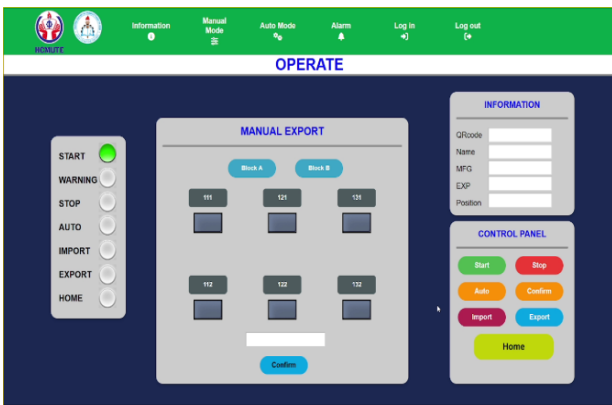 HCMUTE
Information
Manual
Mode
Auto Mode
Alarm
Log in
Log out
OPERATE
START
WARNING
STOP
AUTO
IMPORT
EXPORT
HOME
MANUAL EXPORT
Block A Block B
111 121 131
112 122 132
Confirm
INFORMATION
QRcode
Name
MFG
EXP
Position
CONTROL PANEL
Start Stop
Auto Confirm
Import Export
Home